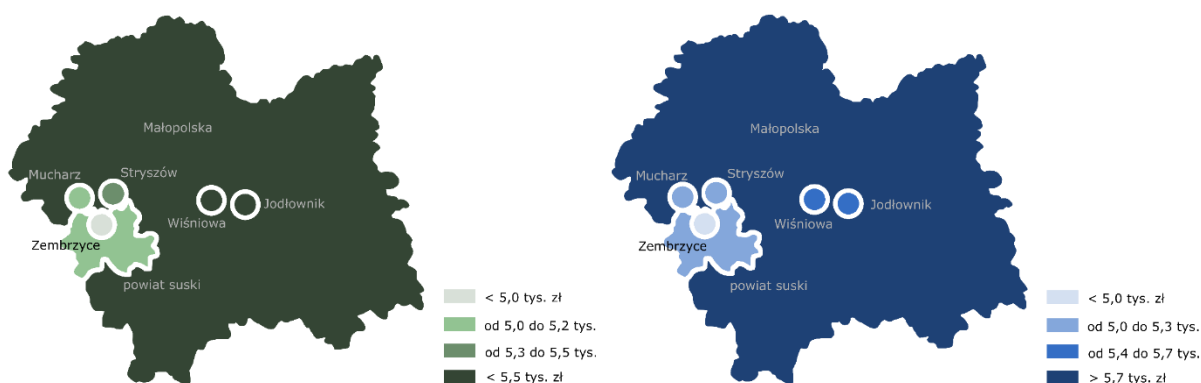 Małopolska
Mucharz
Stryszów
Jodłownik
Wiśniowa
Zembrzyce
powiat suski
< 5,0 tys. zł
od 5,0 do 5,2 tys.
od 5,3 do 5,5 tys.
< 5,5 tys. zł
Małopolska
Mucharz
Stryszów
Jodłownik
Wiśniowa
Zembrzyce
powiat suski
< 5,0 tys. zł
od 5,0 do 5,3 tys.
od 5,4 do 5,7 tys.
> 5,7 tys. zł